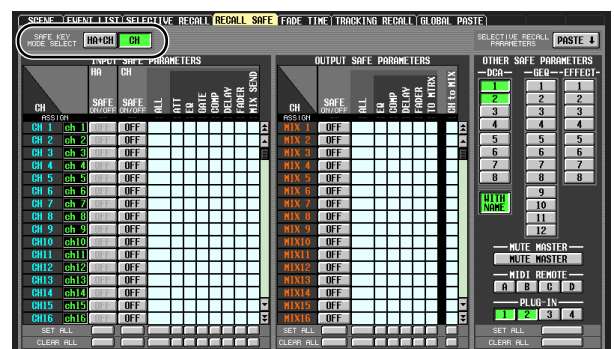 SCENE EVENT LIST SELECTIVE RECALL RECALL SAFE FADE TIME TRACKING RECALL GLOBAL PASTE
SAFE KEY MODE SELECT HA+CH CH
SELECTIVE RECALL PARAMETERS PASTE
INPUT SAFE PARAMETERS
HA CH
CH SAFE ON/OFF SAFE ON/OFF ALL ATT EQ GATE COMP DELAY FADER MIX SEND
ASSIGN
CH 1 ch 1 OFF
CH 2 ch 2 OFF
CH 3 ch 3 OFF
CH 4 ch 4 OFF
CH 5 ch 5 OFF
CH 6 ch 6 OFF
CH 7 ch 7 OFF
CH 8 ch 8 OFF
CH 9 ch 9 OFF
CH10 ch10 OFF
CH11 ch11 OFF
CH12 ch12 OFF
CH13 ch13 OFF
CH14 ch14 OFF
CH15 ch15 OFF
CH16 ch16 OFF
SET ALL
CLEAR ALL
OUTPUT SAFE PARAMETERS
CH SAFE ON/OFF ALL EQ COMP DELAY FADER TO MTRX CH to MIX
ASSIGN
MIX 1 OFF
MIX 2 OFF
MIX 3 OFF
MIX 4 OFF
MIX 5 OFF
MIX 6 OFF
MIX 7 OFF
MIX 8 OFF
MIX 9 OFF
MIX10 OFF
MIX11 OFF
MIX12 OFF
MIX13 OFF
MIX14 OFF
MIX15 OFF
MIX16 OFF
SET ALL
CLEAR ALL
OTHER SAFE PARAMETERS
DCA GEQ EFFECT
1 1 1
2 2 2
3 3 3
4 4 4
5 5 5
6 6 6
7 7 7
8 8 8
WITH NAME
9
10
11
12
MUTE MASTER
MUTE MASTER
MIDI REMOTE
A B C D
PLUG-IN
1 2 3 4
SET ALL
CLEAR ALL